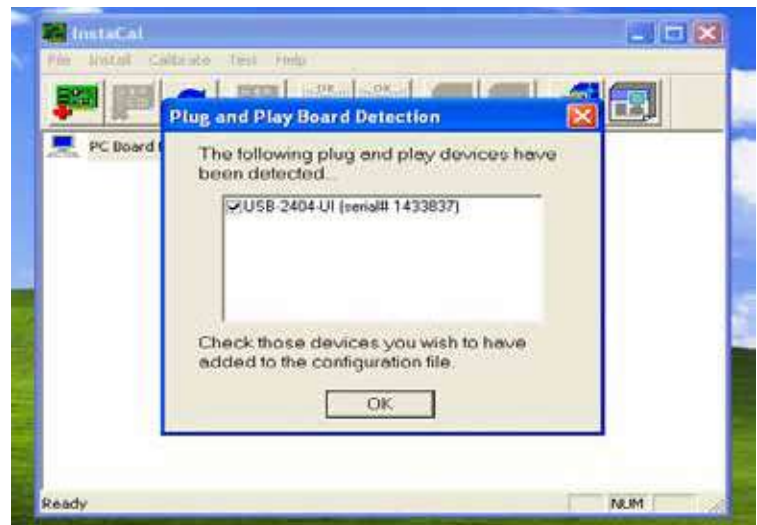 InstaCal
File Install Calibrate Test Help
Plug and Play Board Detection
PC Board
The following plug and play devices have
been detected...
USB-2404-UI (serial# 1433837)
Check those devices you wish to have
added to the configuration file.
OK
Ready
NUM